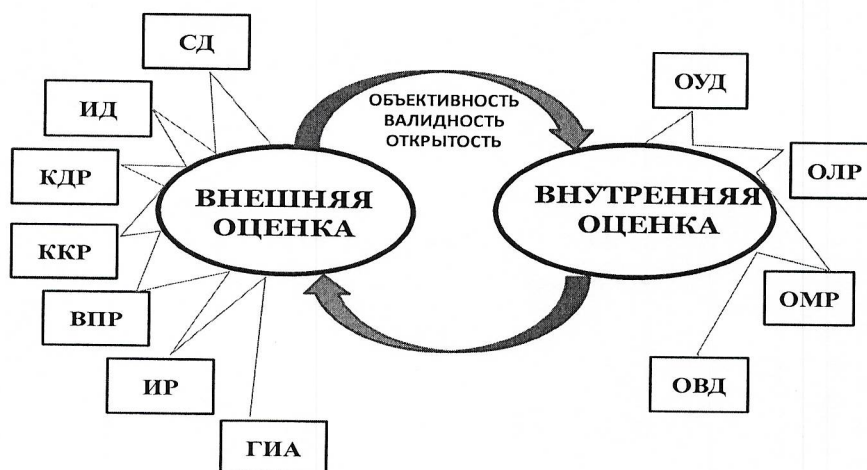 СД
ИД
КДР
ККР
ВПР
ИР
ГИА
ВНЕШНЯЯ
ОЦЕНКА
ОБЪЕКТИВНОСТЬ
ВАЛИДНОСТЬ
ОТКРЫТОСТЬ
ВНУТРЕННЯЯ
ОЦЕНКА
ОУД
ОЛР
ОМР
ОВД